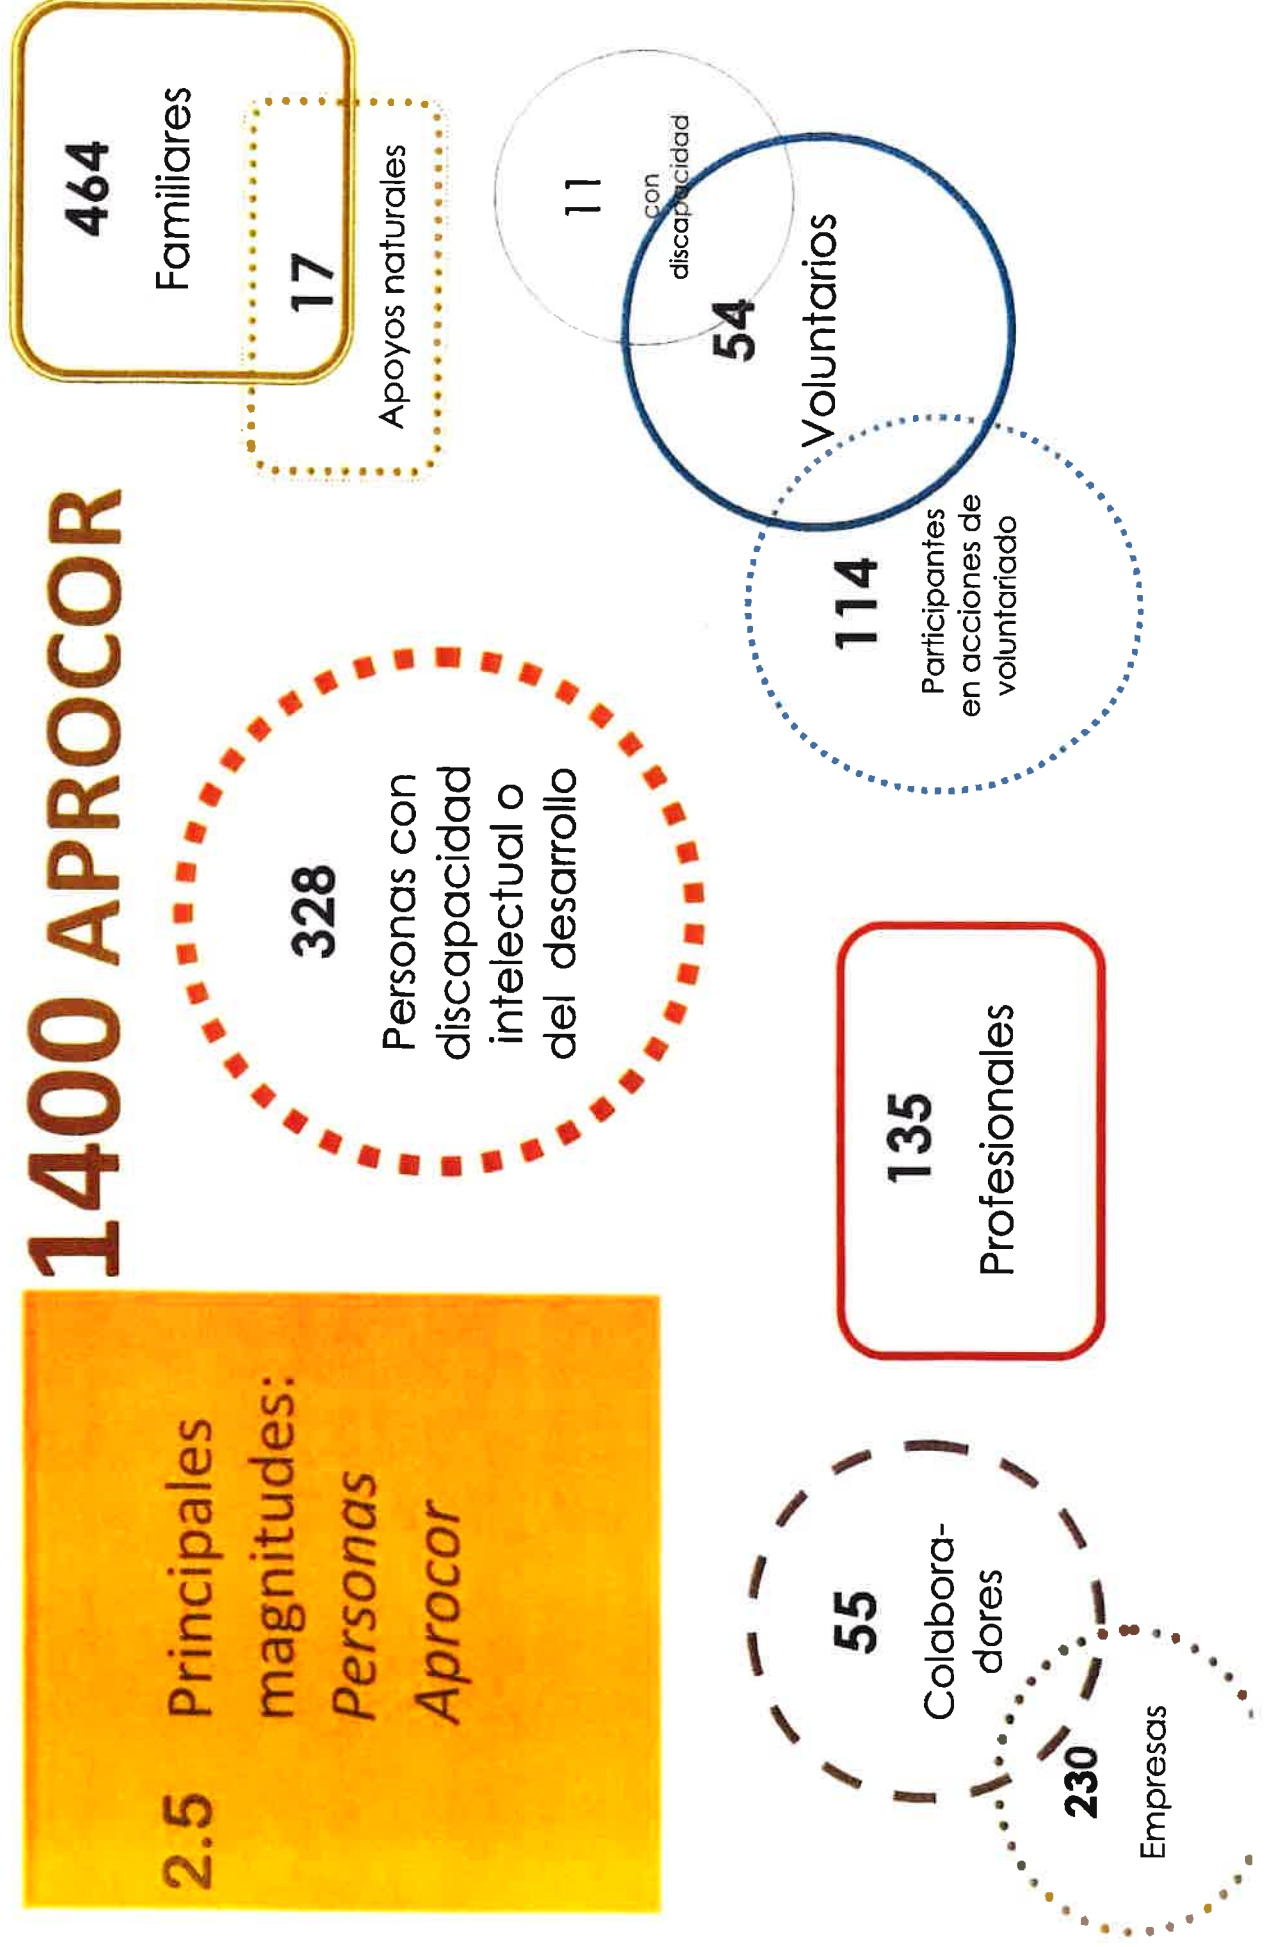 2.5 Principales
magnitudes:
Personas
Aprocor
1400 APROCOR
464
Familiares
17
Apoyos naturales
328
Personas con
discapacidad
intelectual o
del desarrollo
11
con
discapacidad
54
Voluntarios
114
Participantes
en acciones de
voluntariado
135
Profesionales
55
Colabora-
dores
230
Empresas